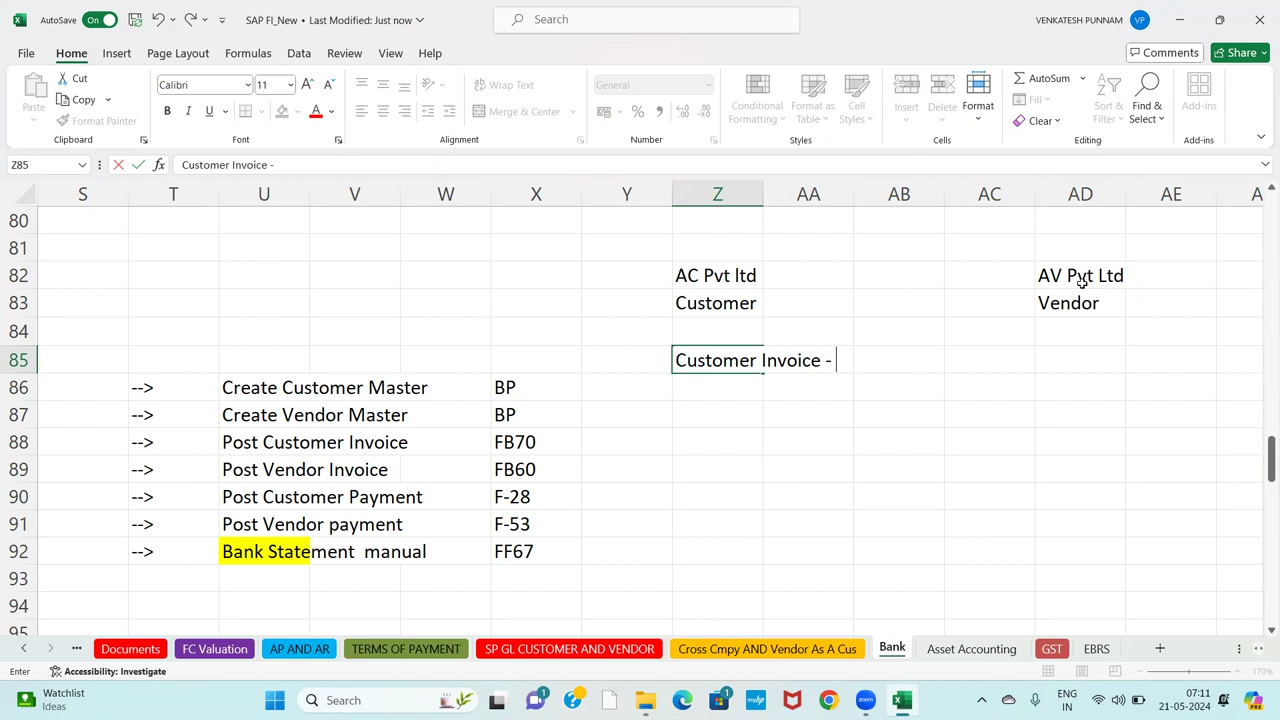 AutoSave On SAP FI_New • Last Modified: Just now Search VENKATESH PUNNAM VP
File Home Insert Page Layout Formulas Data Review View Help Comments Share
Paste Cut Copy Format Painter Clipboard
Calibri 11 B I U A Font
Wrap Text Merge & Center Alignment
General % Number
Conditional Formatting Format as Table Cell Styles Styles
Insert Delete Format Cells
AutoSum Fill Clear Sort & Filter Find & Select Editing
Add-ins Add-ins
Z85 fx Customer Invoice -
S T U V W X Y Z AA AB AC AD AE
80
81
82 AC Pvt ltd AV Pvt Ltd
83 Customer Vendor
84
85 Customer Invoice -
86 --> Create Customer Master BP
87 --> Create Vendor Master BP
88 --> Post Customer Invoice FB70
89 --> Post Vendor Invoice FB60
90 --> Post Customer Payment F-28
91 --> Post Vendor payment F-53
92 --> Bank Statement manual FF67
93
94
95
Documents FC Valuation AP AND AR TERMS OF PAYMENT SP GL CUSTOMER AND VENDOR Cross Cmpy AND Vendor As A Cus Bank Asset Accounting GST EBRS
Enter Accessibility: Investigate 170%
Watchlist Ideas Search 1 1 ENG IN 07:11 21-05-2024